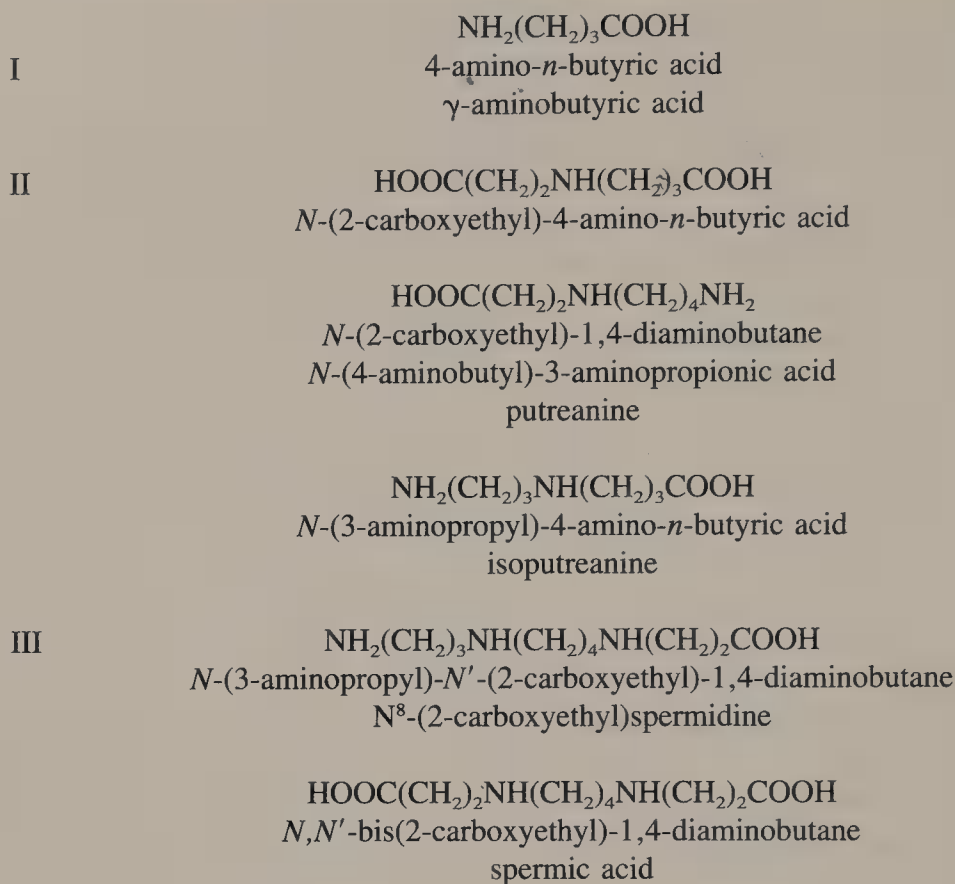 I
NH₂(CH₂)₃COOH
4-amino-n-butyric acid
γ-aminobutyric acid
II
HOOC(CH₂)₂NH(CH₂)₃COOH
N-(2-carboxyethyl)-4-amino-n-butyric acid
HOOC(CH₂)₂NH(CH₂)₄NH₂
N-(2-carboxyethyl)-1,4-diaminobutane
N-(4-aminobutyl)-3-aminopropionic acid
putreanine
NH₂(CH₂)₃NH(CH₂)₃COOH
N-(3-aminopropyl)-4-amino-n-butyric acid
isoputreanine
III
NH₂(CH₂)₃NH(CH₂)₄NH(CH₂)₂COOH
N-(3-aminopropyl)-N′-(2-carboxyethyl)-1,4-diaminobutane
N⁸-(2-carboxyethyl)spermidine
HOOC(CH₂)₂NH(CH₂)₄NH(CH₂)₂COOH
N,N′-bis(2-carboxyethyl)-1,4-diaminobutane
spermic acid